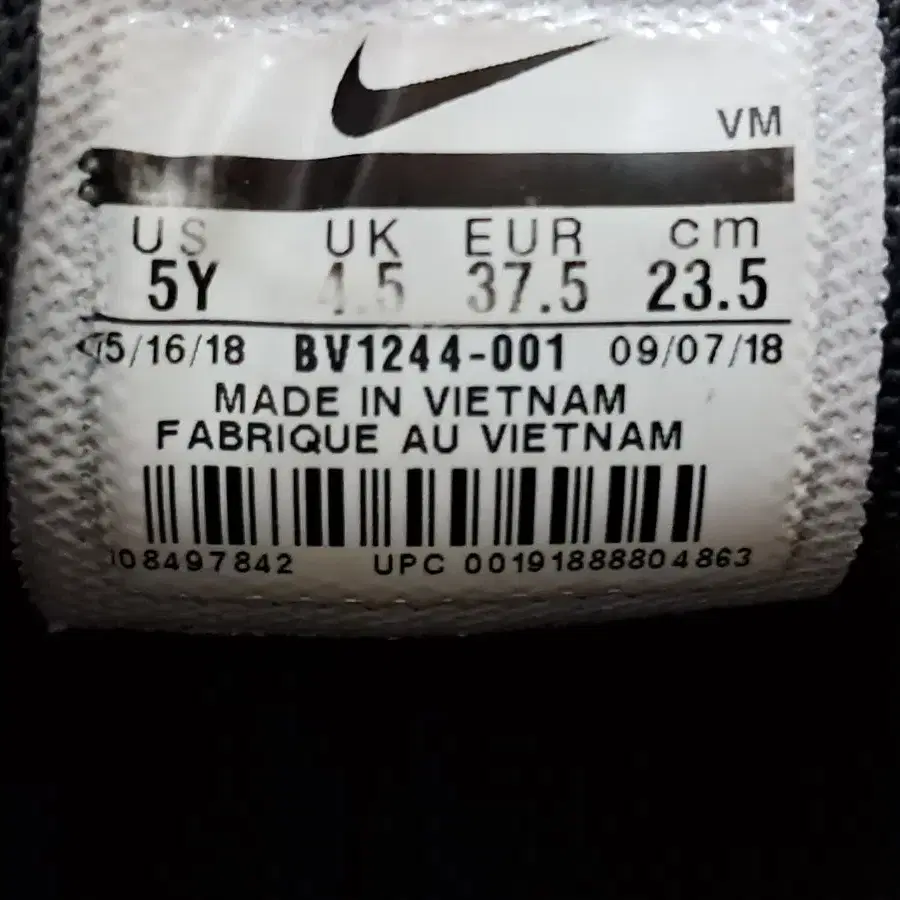 VM
US UK EUR cm
5Y 4.5 37.5 23.5
5/16/18 BV1244-001 09/07/18
MADE IN VIETNAM
FABRIQUE AU VIETNAM
08497842 UPC 00191888804863